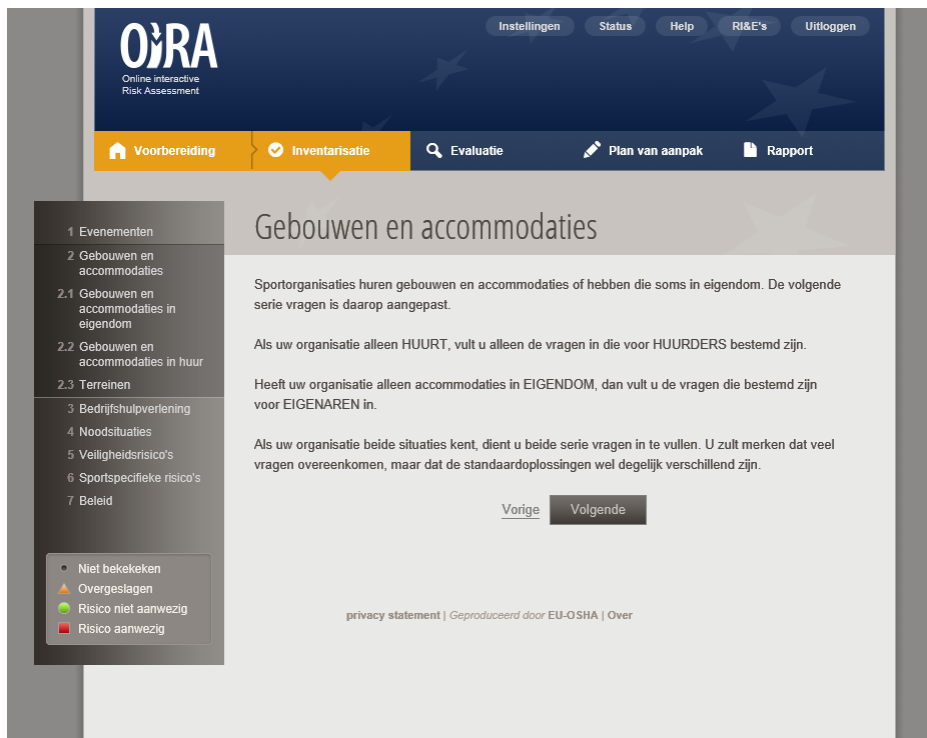 OiRA
Online interactive
Risk Assessment
Instellingen
Status
Help
RI&E's
Uitloggen
Voorbereiding
Inventarisatie
Evaluatie
Plan van aanpak
Rapport
1 Evenementen
2 Gebouwen en
accommodaties
2.1 Gebouwen en
accommodaties in
eigendom
2.2 Gebouwen en
accommodaties in huur
2.3 Terreinen
3 Bedrijfshulpverlening
4 Noodsituaties
5 Veiligheidsrisico's
6 Sportspecifieke risico's
7 Beleid
Niet bekekeken
Overgeslagen
Risico niet aanwezig
Risico aanwezig
Gebouwen en accommodaties
Sportorganisaties huren gebouwen en accommodaties of hebben die soms in eigendom. De volgende
serie vragen is daarop aangepast.
Als uw organisatie alleen HUURT, vult u alleen de vragen in die voor HUURDERS bestemd zijn.
Heeft uw organisatie alleen accommodaties in EIGENDOM, dan vult u de vragen die bestemd zijn
voor EIGENAREN in.
Als uw organisatie beide situaties kent, dient u beide serie vragen in te vullen. U zult merken dat veel
vragen overeenkomen, maar dat de standaardoplossingen wel degelijk verschillend zijn.
Vorige
Volgende
privacy statement | Geproduceerd door EU-OSHA | Over